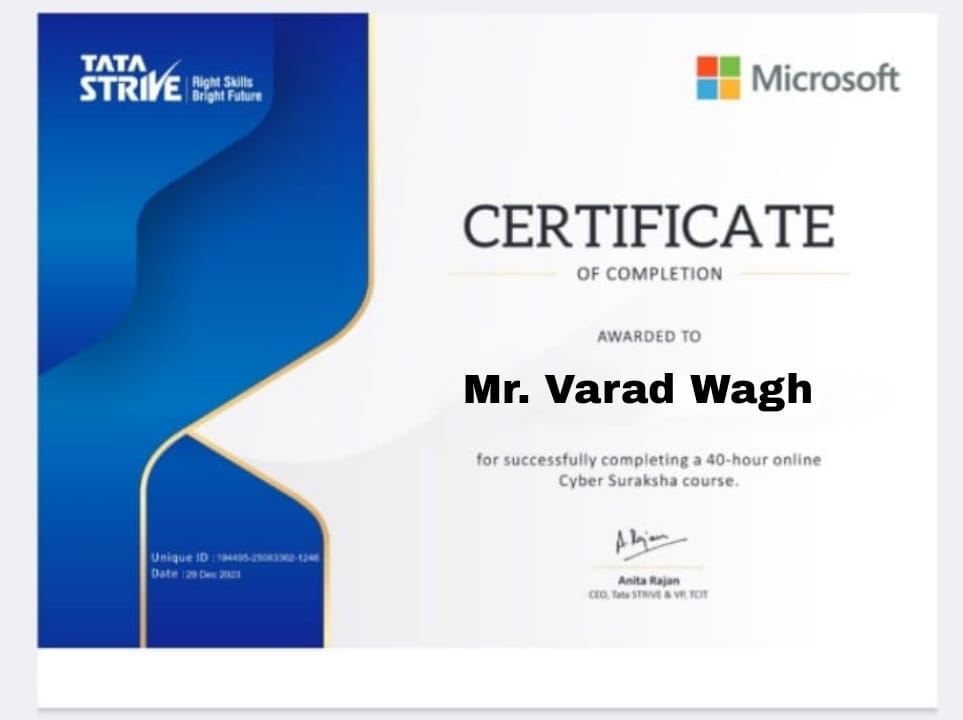 TATA
STRIVE Right Skills
Bright Future
Microsoft
CERTIFICATE
OF COMPLETION
AWARDED TO
Mr. Varad Wagh
for successfully completing a 40-hour online
Cyber Suraksha course.
A. Rajan
Anita Rajan
CEO, Tata STRIVE & VP, TCIT
Unique ID : 194495-25083362-1246
Date : 29 Dec 2023